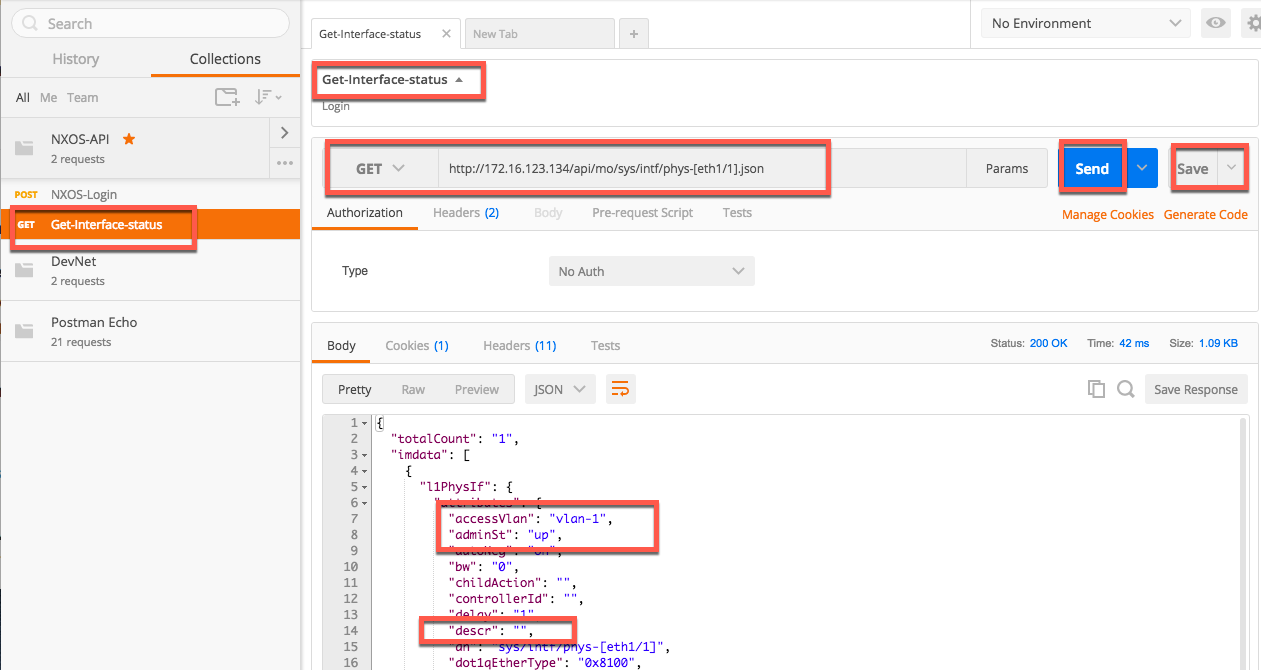 Search
History
Collections
All Me Team
NXOS-API
2 requests
POST NXOS-Login
GET Get-Interface-status
DevNet
2 requests
Postman Echo
21 requests
Get-Interface-status
New Tab
+
No Environment
Get-Interface-status
Login
GET
http://172.16.123.134/api/mo/sys/intf/phys-[eth1/1].json
Params
Send
Save
Authorization
Headers (2)
Body
Pre-request Script
Tests
Manage Cookies
Generate Code
Type
No Auth
Body
Cookies (1)
Headers (11)
Tests
Status: 200 OK
Time: 42 ms
Size: 1.09 KB
Pretty
Raw
Preview
JSON
Save Response
1 {
2 "totalCount": "1",
3 "imdata": [
4 {
5 "l1PhysIf": {
6 "attributes": {
7 "accessVlan": "vlan-1",
8 "adminSt": "up",
9 "autoNeg": "on",
10 "bw": "0",
11 "childAction": "",
12 "controllerId": "",
13 "delay": "1",
14 "descr": "",
15 "dn": "sys/intf/phys-[eth1/1]",
16 "dot1qEtherType": "0x8100",